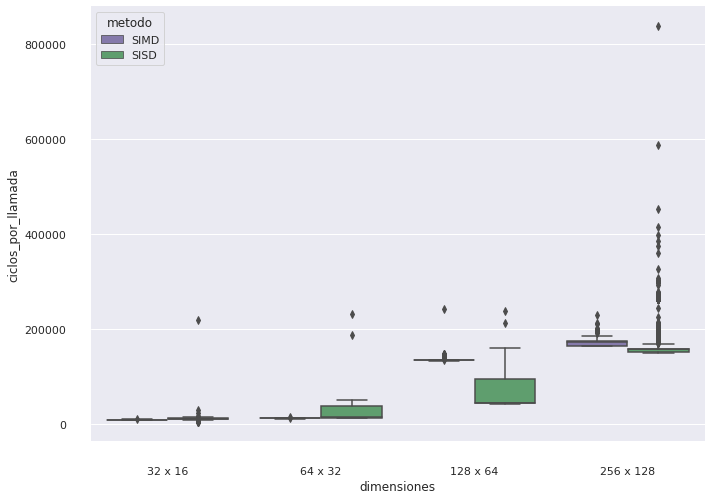 metodo
SIMD
SISD
800000
600000
400000
200000
0
ciclos_por_llamada
32 x 16
64 x 32
128 x 64
256 x 128
dimensiones